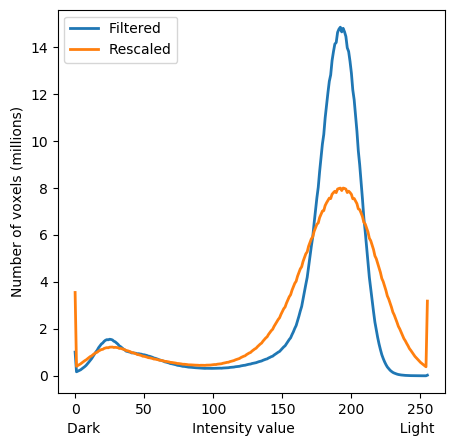 Filtered
Rescaled
Number of voxels (millions)
14
12
10
8
6
4
2
0
0 50 100 150 200 250
Dark Intensity value Light